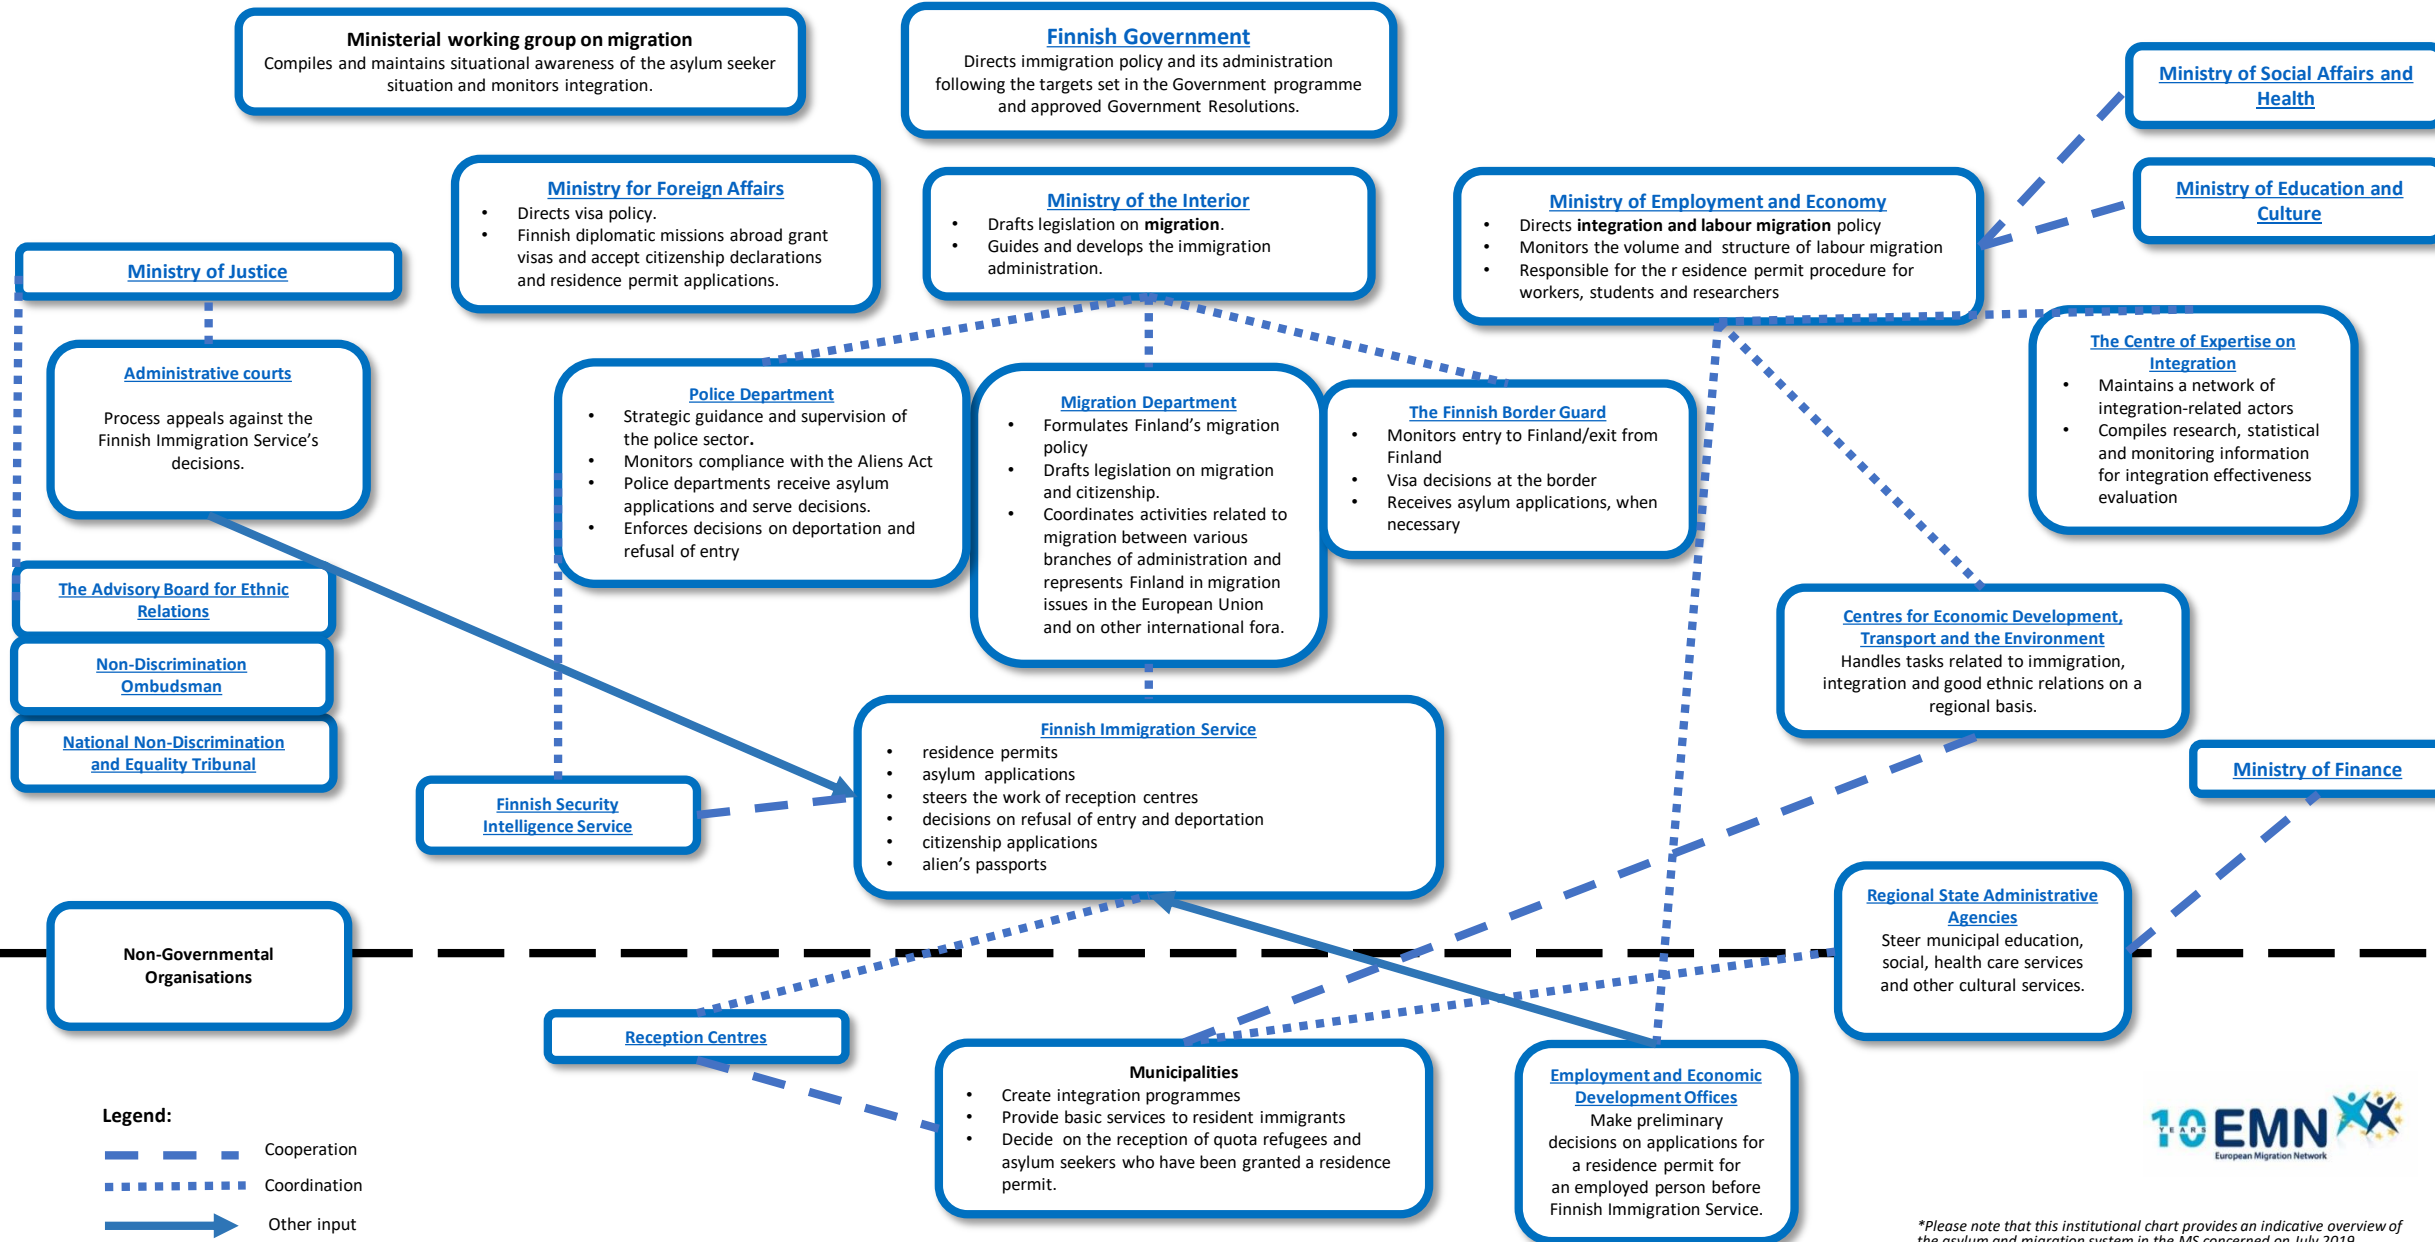 Ministerial working group on migration
Compiles and maintains situational awareness of the asylum seeker
situation and monitors integration.
Finnish Government
Directs immigration policy and its administration
following the targets set in the Government programme
and approved Government Resolutions.
Ministry of Social Affairs and
Health
Ministry of Education and
Culture
Ministry for Foreign Affairs
• Directs visa policy.
• Finnish diplomatic missions abroad grant
visas and accept citizenship declarations
and residence permit applications.
Ministry of the Interior
• Drafts legislation on migration.
• Guides and develops the immigration
administration.
Ministry of Employment and Economy
• Directs integration and labour migration policy
• Monitors the volume and structure of labour migration
• Responsible for the r esidence permit procedure for
workers, students and researchers
Ministry of Justice
Administrative courts
Process appeals against the
Finnish Immigration Service's
decisions.
Police Department
• Strategic guidance and supervision of
the police sector.
• Monitors compliance with the Aliens Act
• Police departments receive asylum
applications and serve decisions.
• Enforces decisions on deportation and
refusal of entry
Migration Department
• Formulates Finland's migration
policy
• Drafts legislation on migration
and citizenship.
• Coordinates activities related to
migration between various
branches of administration and
represents Finland in migration
issues in the European Union
and on other international fora.
The Finnish Border Guard
• Monitors entry to Finland/exit from
Finland
• Visa decisions at the border
• Receives asylum applications, when
necessary
The Centre of Expertise on
Integration
• Maintains a network of
integration-related actors
• Compiles research, statistical
and monitoring information
for integration effectiveness
evaluation
The Advisory Board for Ethnic
Relations
Non-Discrimination
Ombudsman
National Non-Discrimination
and Equality Tribunal
Centres for Economic Development,
Transport and the Environment
Handles tasks related to immigration,
integration and good ethnic relations on a
regional basis.
Finnish Security
Intelligence Service
Finnish Immigration Service
• residence permits
• asylum applications
• steers the work of reception centres
• decisions on refusal of entry and deportation
• citizenship applications
• alien's passports
Ministry of Finance
Regional State Administrative
Agencies
Steer municipal education,
social, health care services
and other cultural services.
Non-Governmental
Organisations
Reception Centres
Municipalities
• Create integration programmes
• Provide basic services to resident immigrants
• Decide on the reception of quota refugees and
asylum seekers who have been granted a residence
permit.
Employment and Economic
Development Offices
Make preliminary
decisions on applications for
a residence permit for
an employed person before
Finnish Immigration Service.
Legend:
Cooperation
Coordination
Other input
10 YEARS EMN
European Migration Network
*Please note that this institutional chart provides an indicative overview of
the asylum and migration system in the MS concerned on July 2019